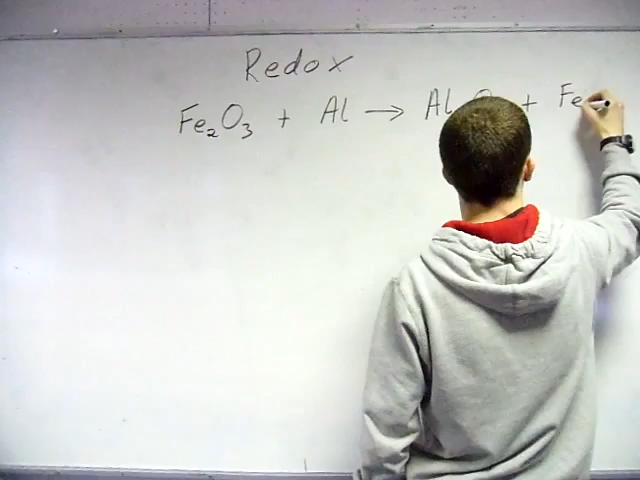 Redox
Fe₂O₃ + Al → Al O + Fe